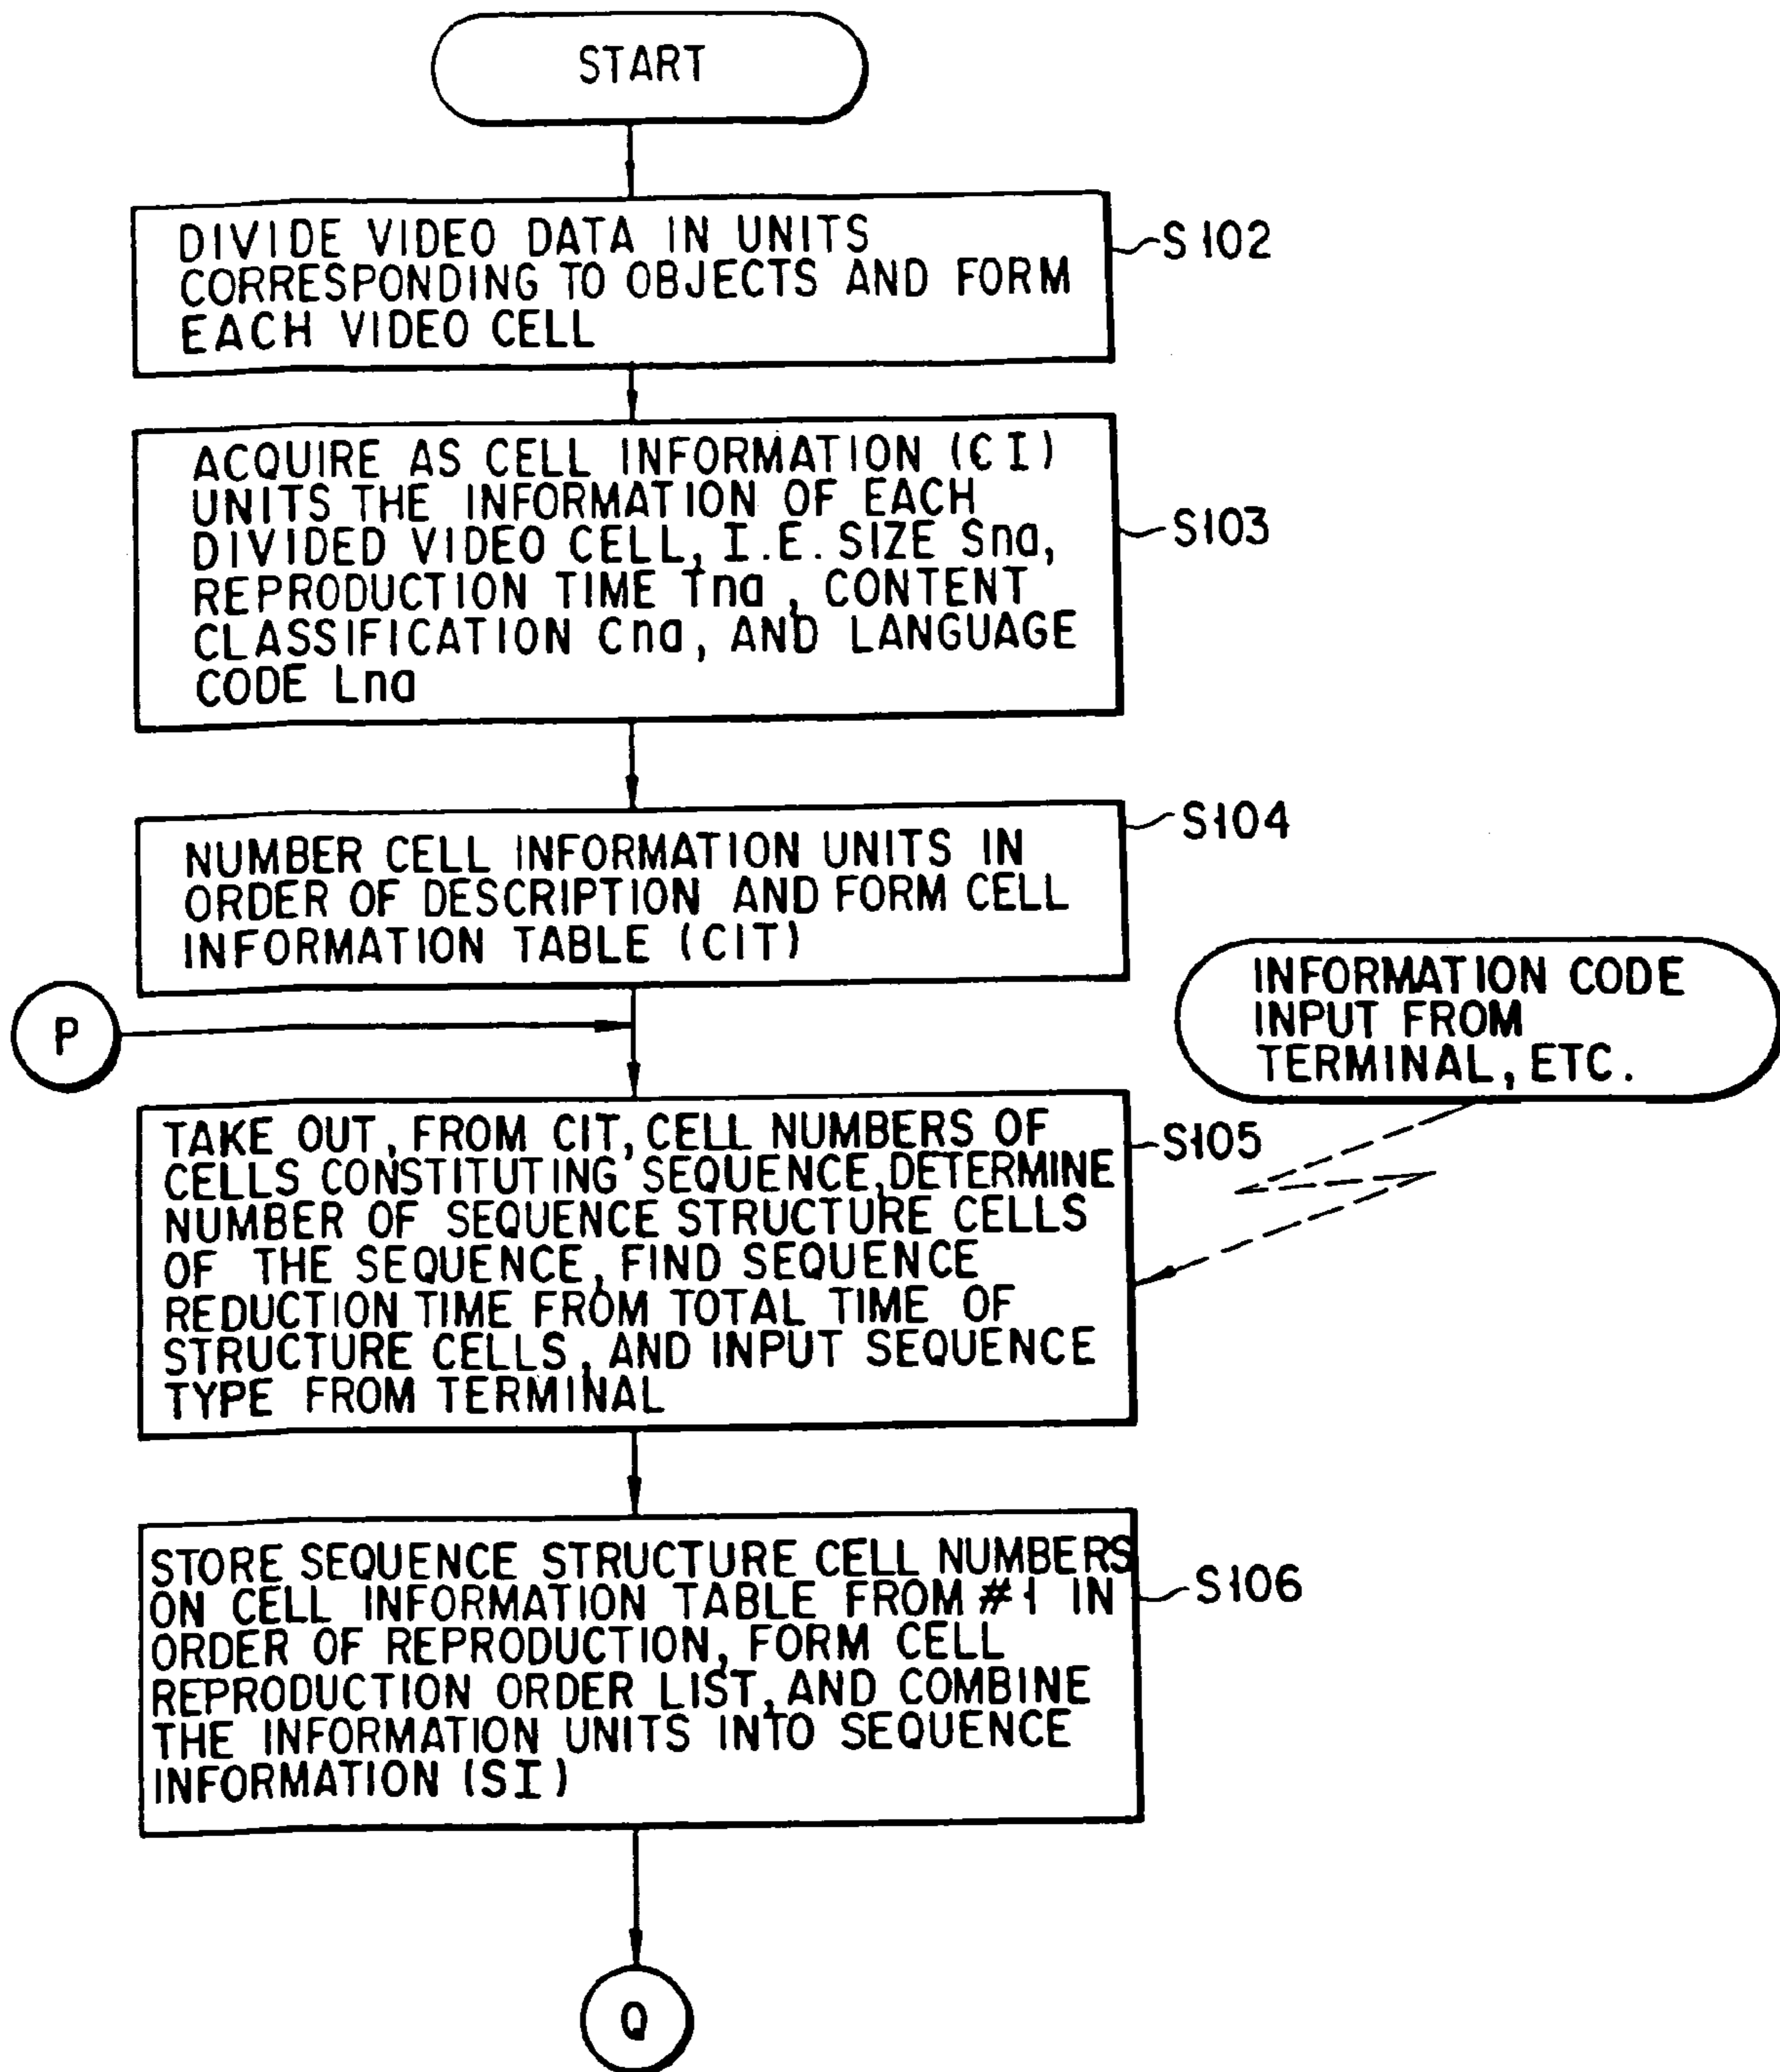 START
DIVIDE VIDEO DATA IN UNITS
CORRESPONDING TO OBJECTS AND FORM
EACH VIDEO CELL
S102
ACQUIRE AS CELL INFORMATION (CI)
UNITS THE INFORMATION OF EACH
DIVIDED VIDEO CELL, I.E. SIZE Sna,
REPRODUCTION TIME Tna, CONTENT
CLASSIFICATION Cna, AND LANGUAGE
CODE Lna
S103
NUMBER CELL INFORMATION UNITS IN
ORDER OF DESCRIPTION AND FORM CELL
INFORMATION TABLE (CIT)
S104
P
INFORMATION CODE
INPUT FROM
TERMINAL, ETC.
TAKE OUT, FROM CIT, CELL NUMBERS OF
CELLS CONSTITUTING SEQUENCE, DETERMINE
NUMBER OF SEQUENCE STRUCTURE CELLS
OF THE SEQUENCE, FIND SEQUENCE
REDUCTION TIME FROM TOTAL TIME OF
STRUCTURE CELLS, AND INPUT SEQUENCE
TYPE FROM TERMINAL
S105
STORE SEQUENCE STRUCTURE CELL NUMBERS
ON CELL INFORMATION TABLE FROM #1 IN
ORDER OF REPRODUCTION, FORM CELL
REPRODUCTION ORDER LIST, AND COMBINE
THE INFORMATION UNITS INTO SEQUENCE
INFORMATION (SI)
S106
Q